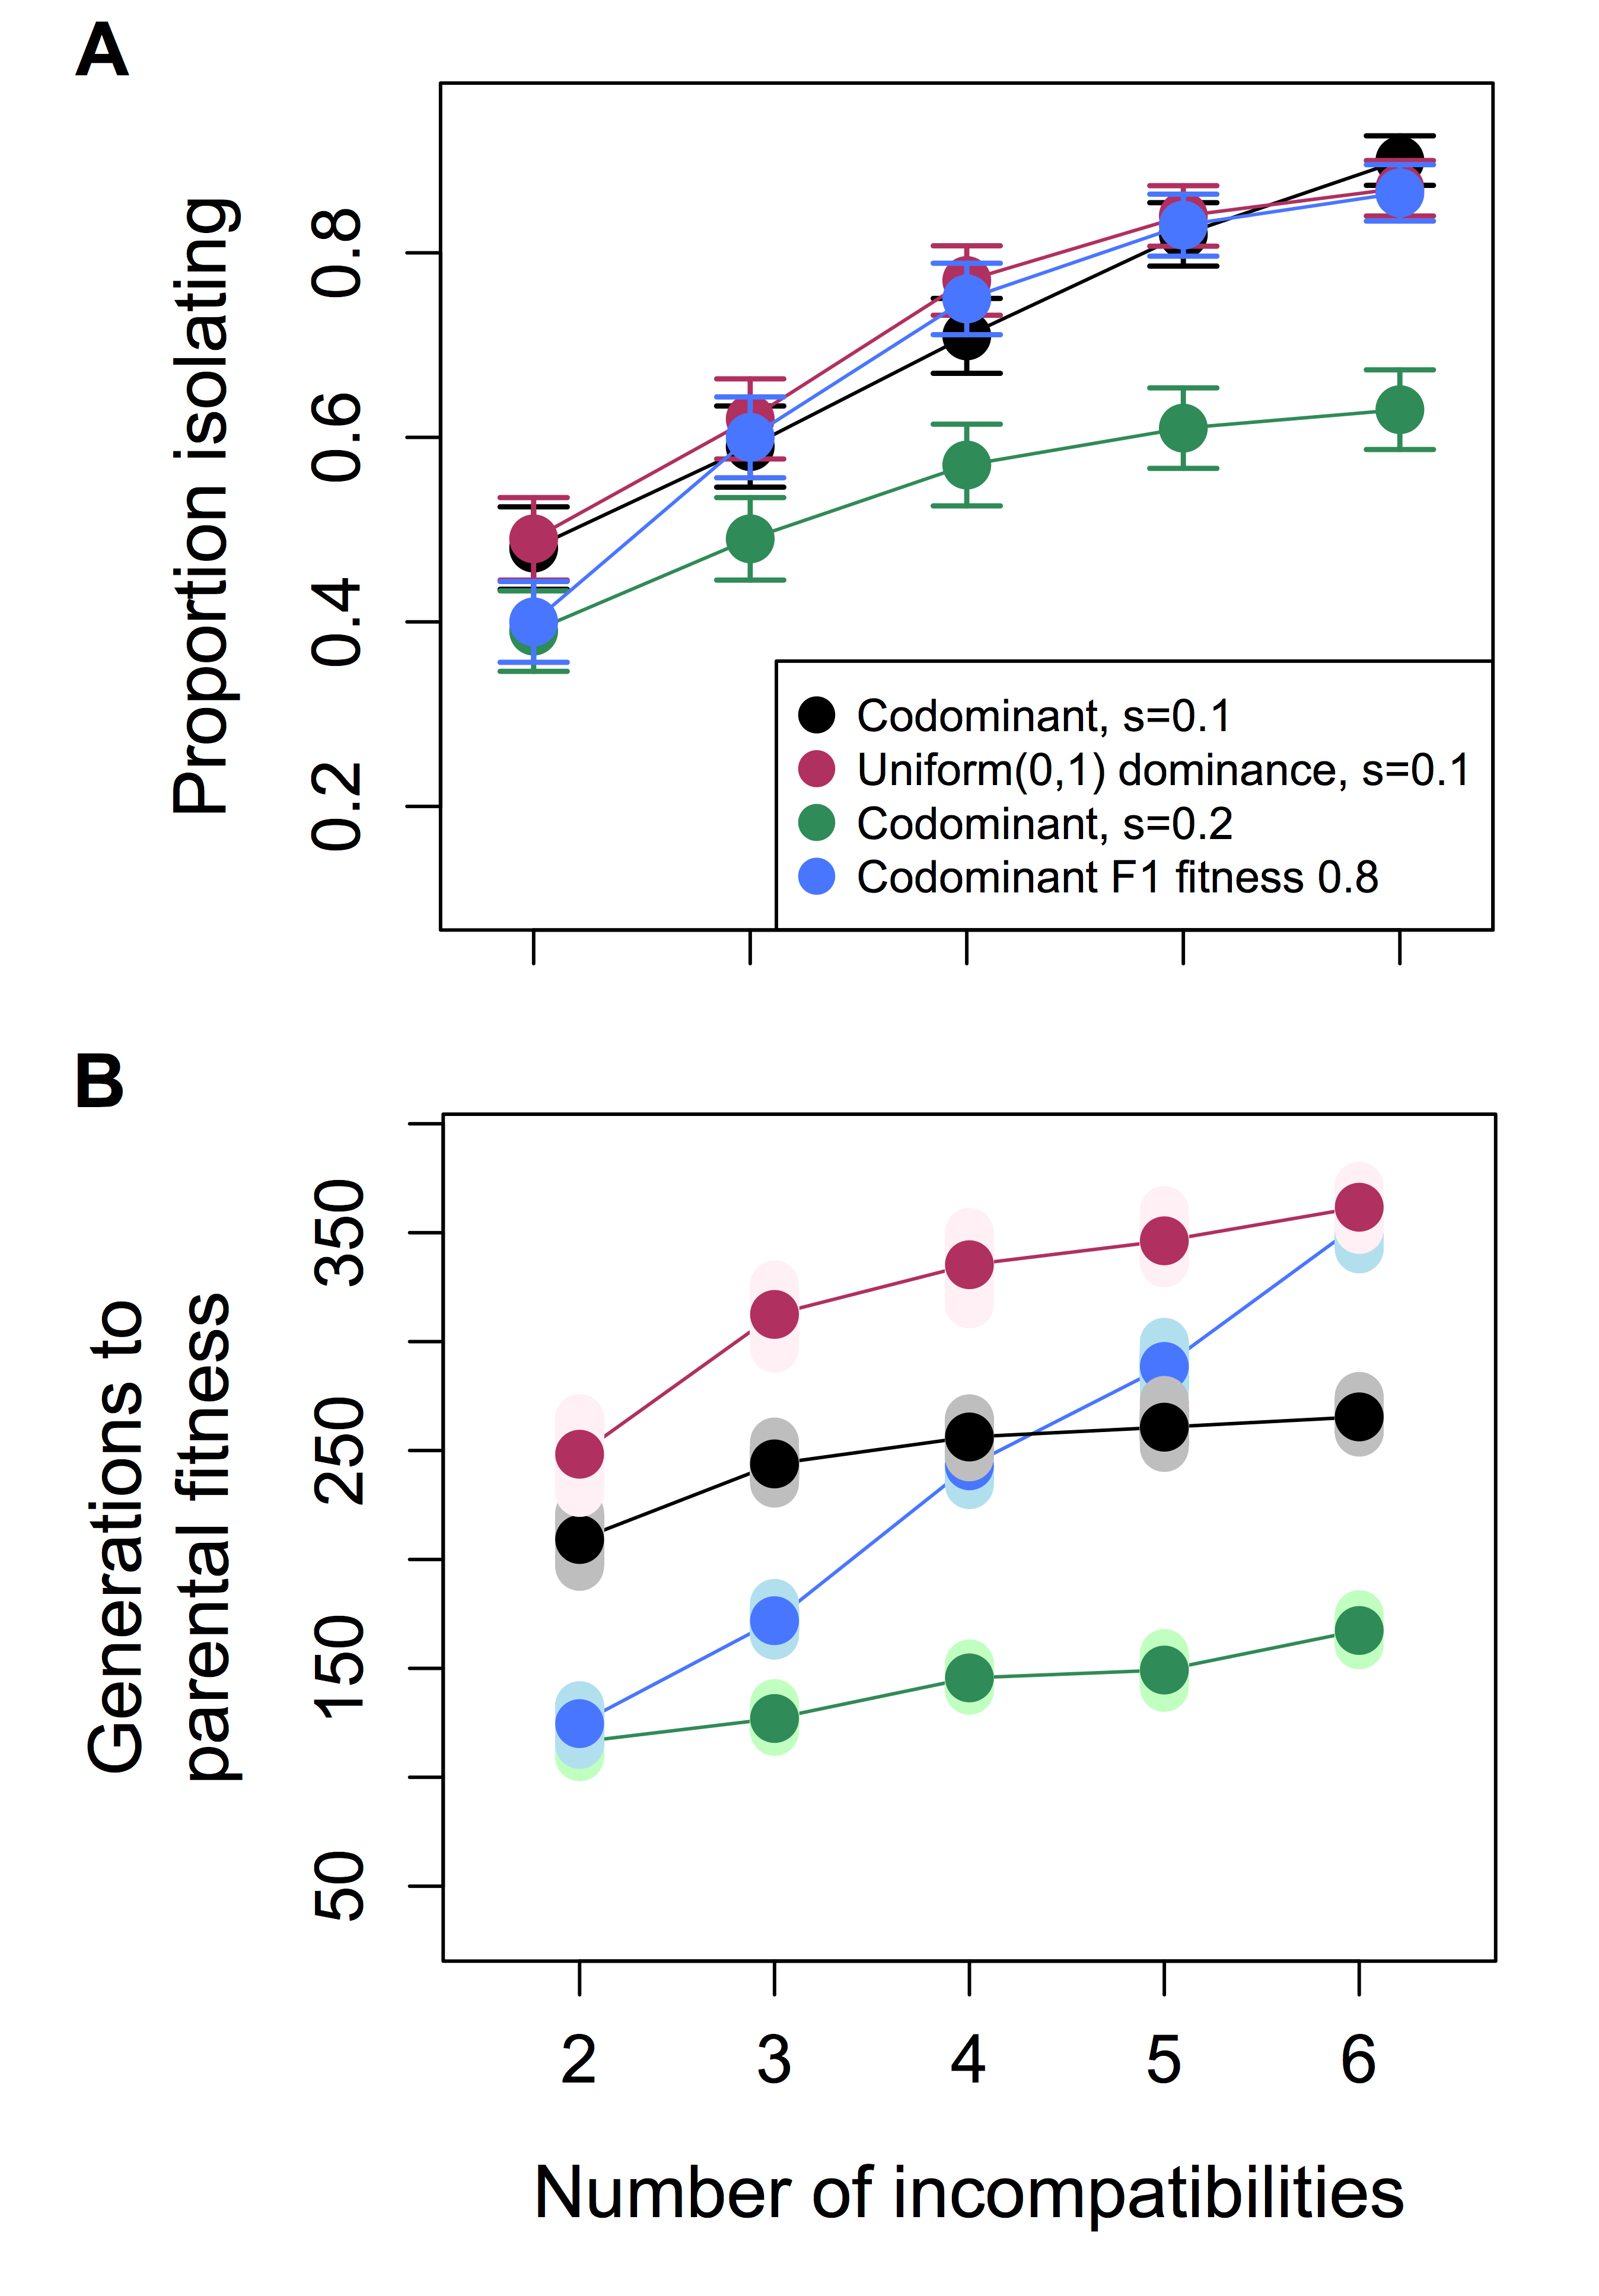 A
Proportion isolating
0.8
0.6
0.4
0.2
Codominant, s=0.1
Uniform(0,1) dominance, s=0.1
Codominant, s=0.2
Codominant F1 fitness 0.8
B
Generations to
parental fitness
350
250
150
50
2 3 4 5 6
Number of incompatibilities